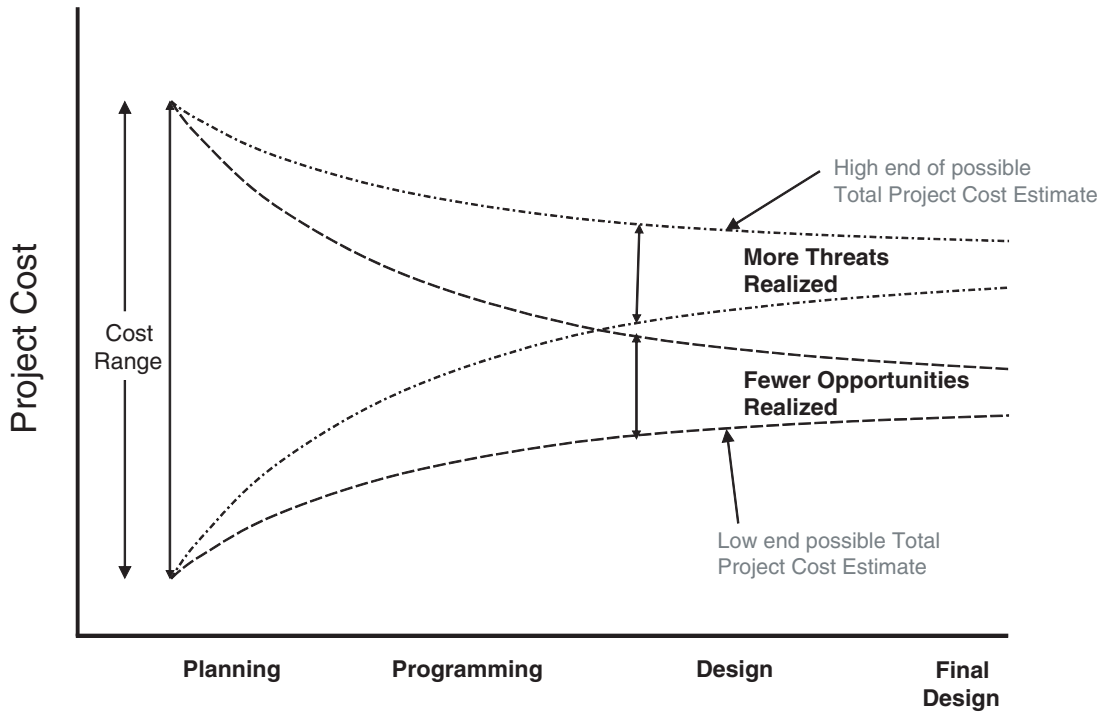 Project Cost
Cost
Range
High end of possible
Total Project Cost Estimate
More Threats
Realized
Fewer Opportunities
Realized
Low end possible Total
Project Cost Estimate
Planning
Programming
Design
Final
Design